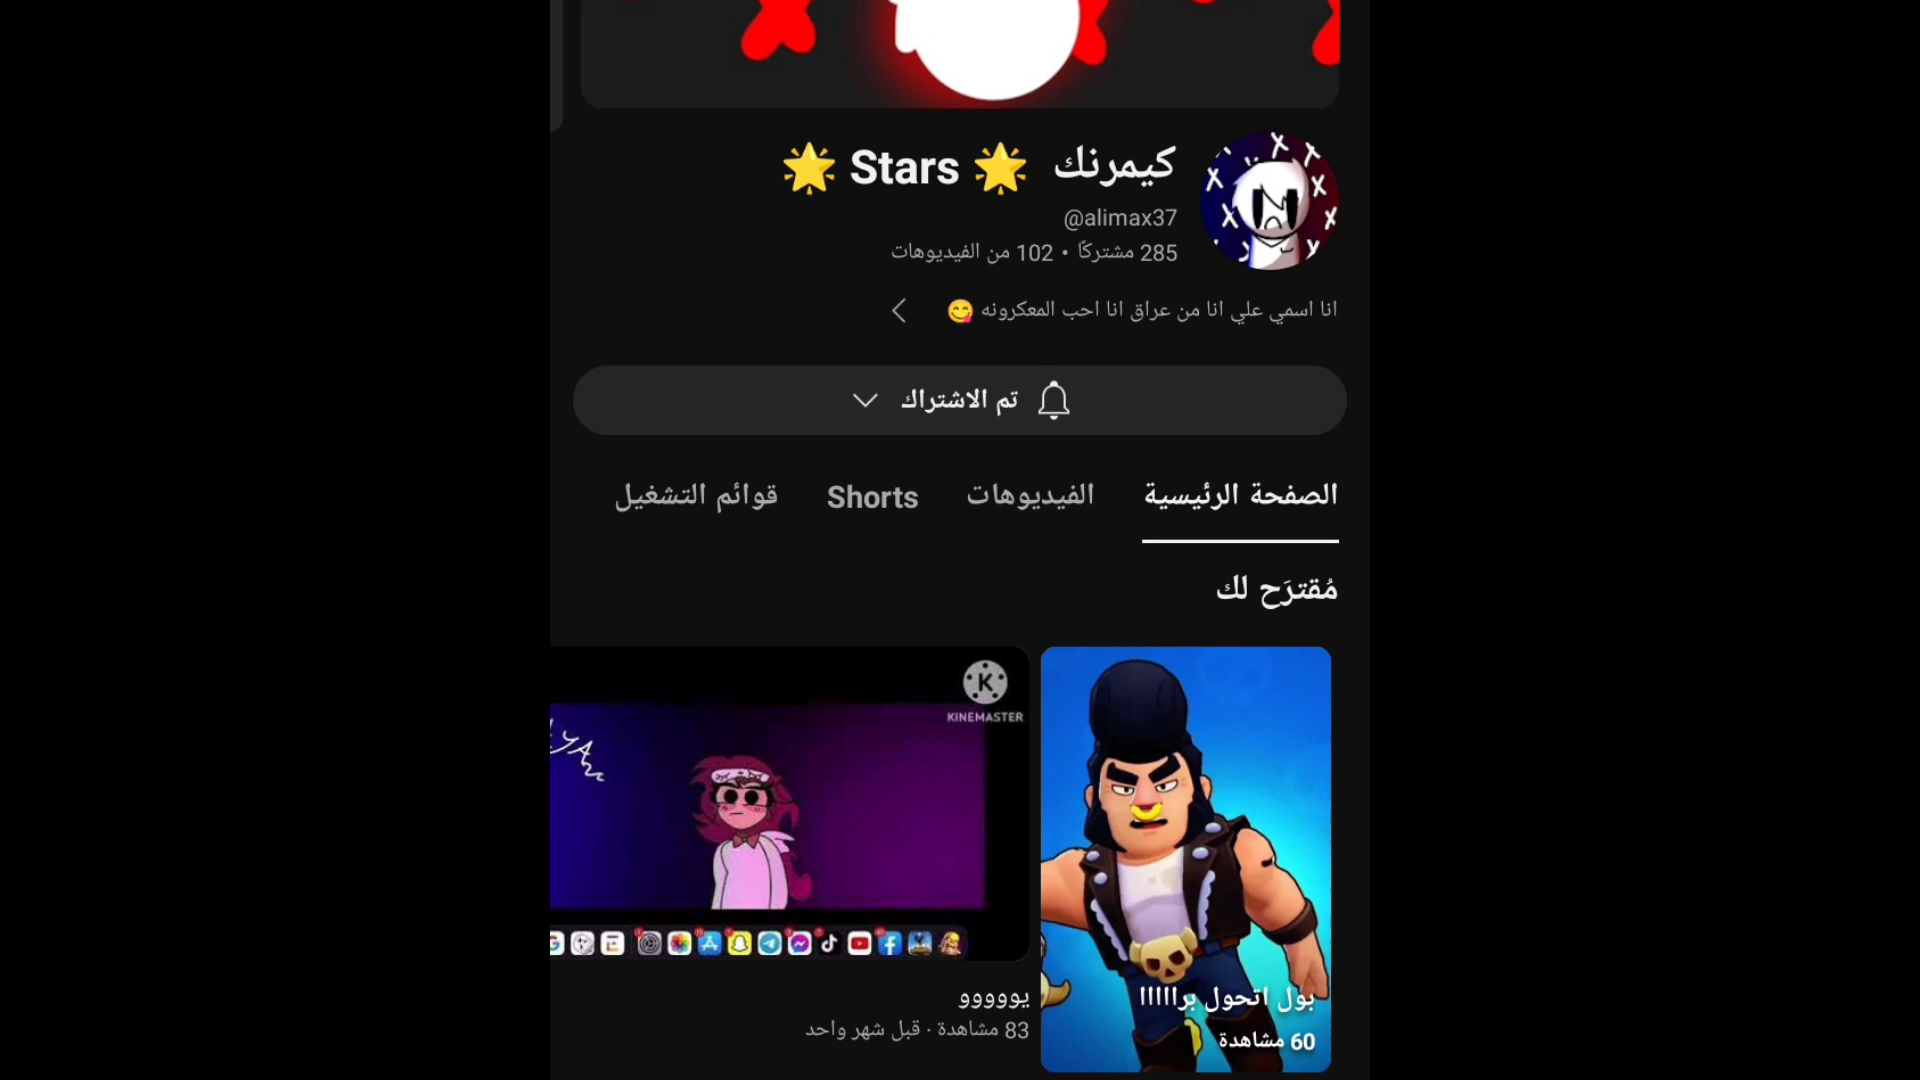 كيمرنك 🌟 Stars 🌟
@alimax37
285 مشتركًا • 102 من الفيديوهات
انا اسمي علي انا من عراق انا احب المعكرونه 😋
تم الاشتراك
الصفحة الرئيسية الفيديوهات Shorts قوائم التشغيل
مُقترَح لك
KINEMASTER
بول اتحول براااااا
60 مشاهدة
يووووو
83 مشاهدة · قبل شهر واحد